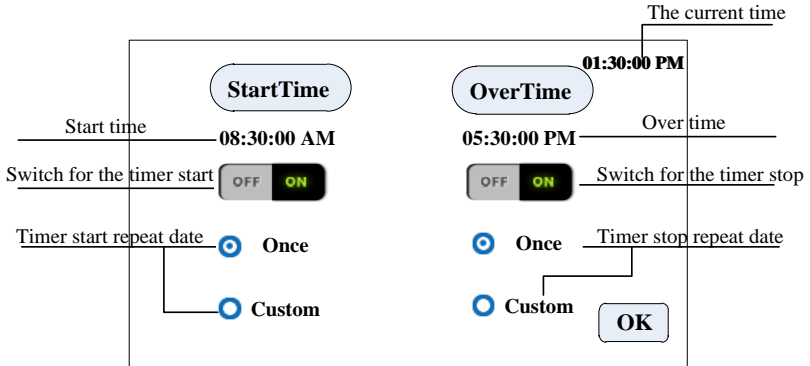 The current time
01:30:00 PM
StartTime
OverTime
Start time
08:30:00 AM
05:30:00 PM
Over time
Switch for the timer start
OFF ON
OFF ON
Switch for the timer stop
Timer start repeat date
Once
Once
Timer stop repeat date
Custom
Custom
OK